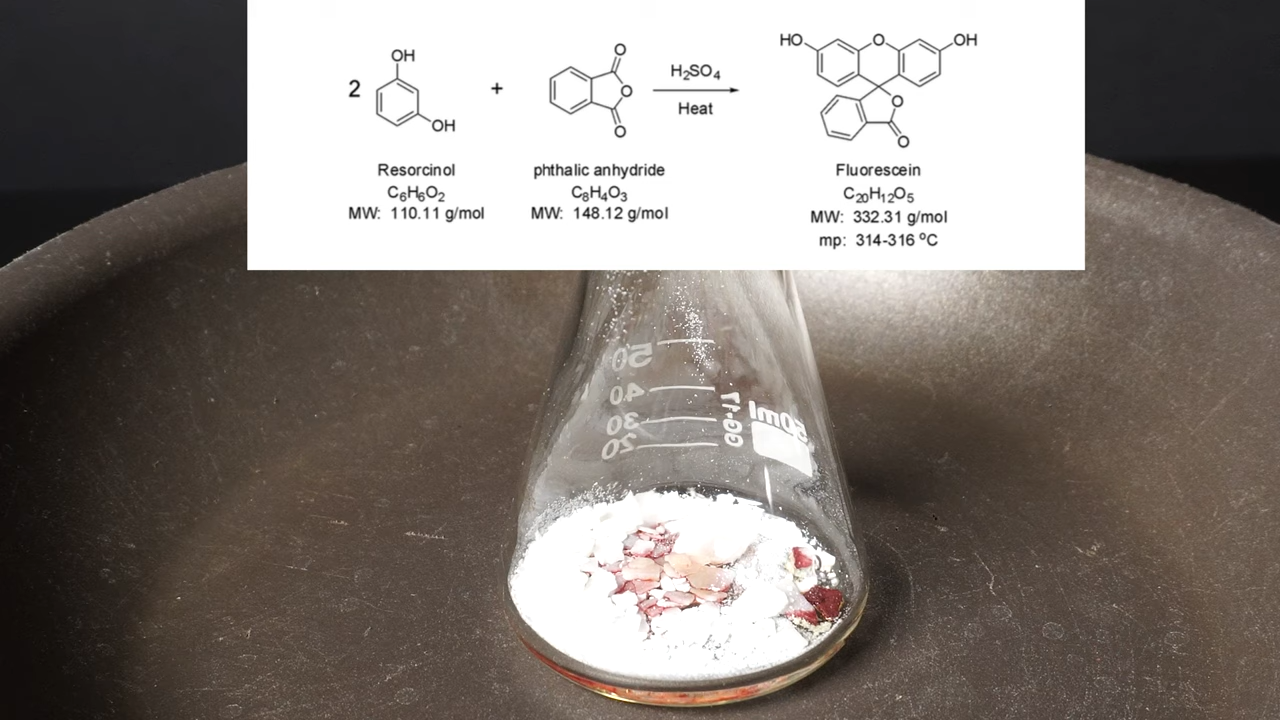 2 OH OH
+
O O O
H₂SO₄
Heat
HO O OH
O
O
Resorcinol
C₆H₆O₂
MW: 110.11 g/mol
phthalic anhydride
C₈H₄O₃
MW: 148.12 g/mol
Fluorescein
C₂₀H₁₂O₅
MW: 332.31 g/mol
mp: 314-316 °C
50
40
30
20
50ml